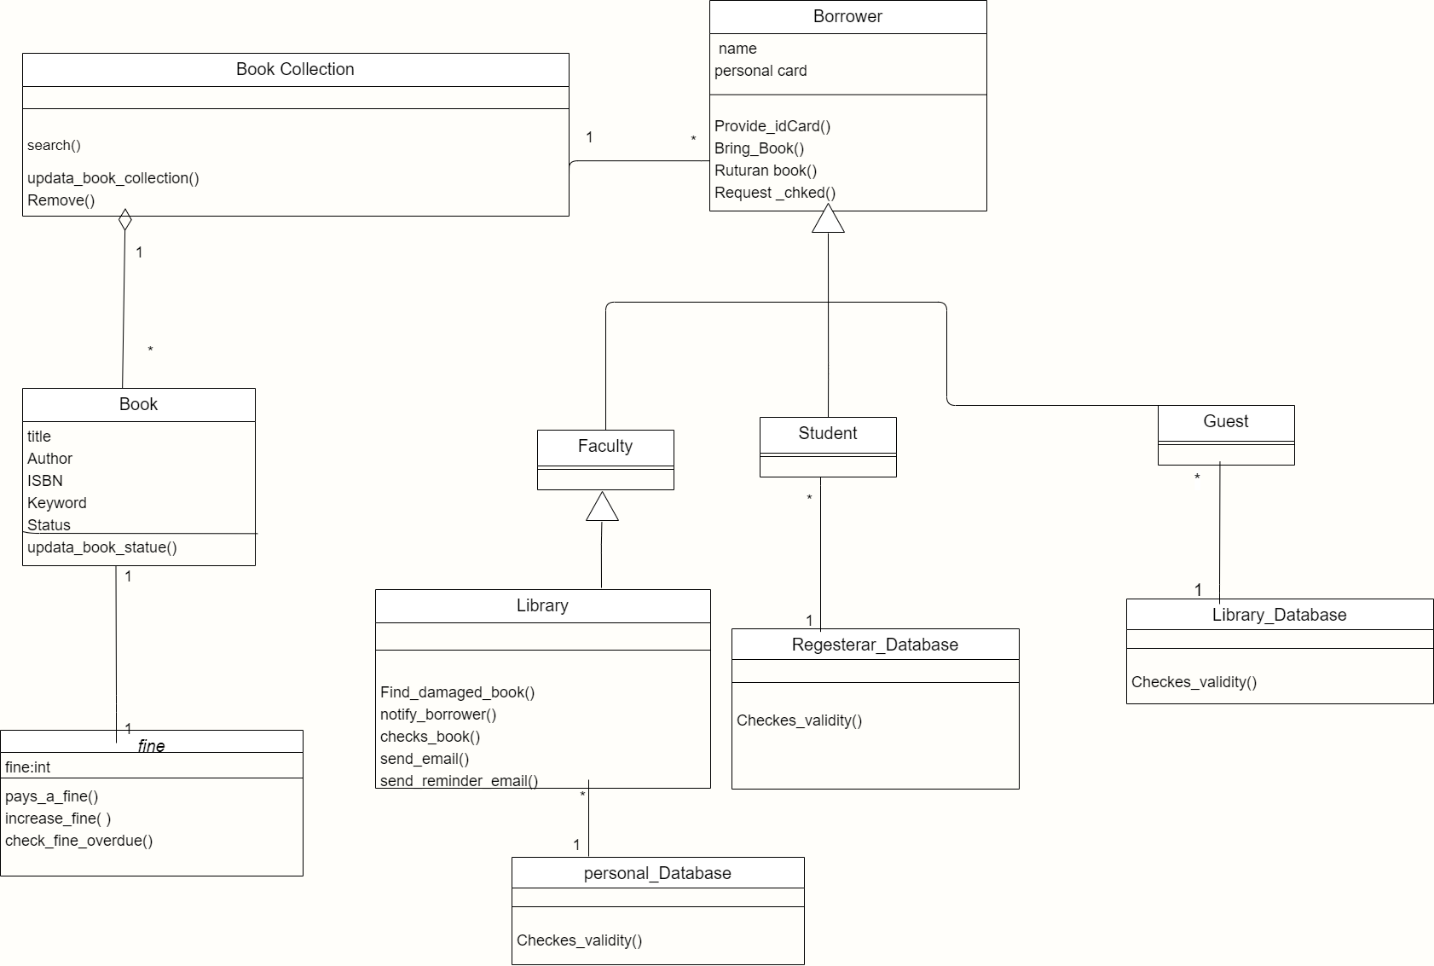 Borrower
name
personal card
Provide_idCard()
Bring_Book()
Ruturan book()
Request _chked()
Book Collection
search()
updata_book_collection()
Remove()
1
*
1
*
Book
title
Author
ISBN
Keyword
Status
updata_book_statue()
1
1
fine
fine:int
pays_a_fine()
increase_fine( )
check_fine_overdue()
Faculty
Student
Guest
*
1
*
1
Library
Find_damaged_book()
notify_borrower()
checks_book()
send_email()
send_reminder_email()
*
1
Regesterar_Database
Checkes_validity()
Library_Database
Checkes_validity()
personal_Database
Checkes_validity()